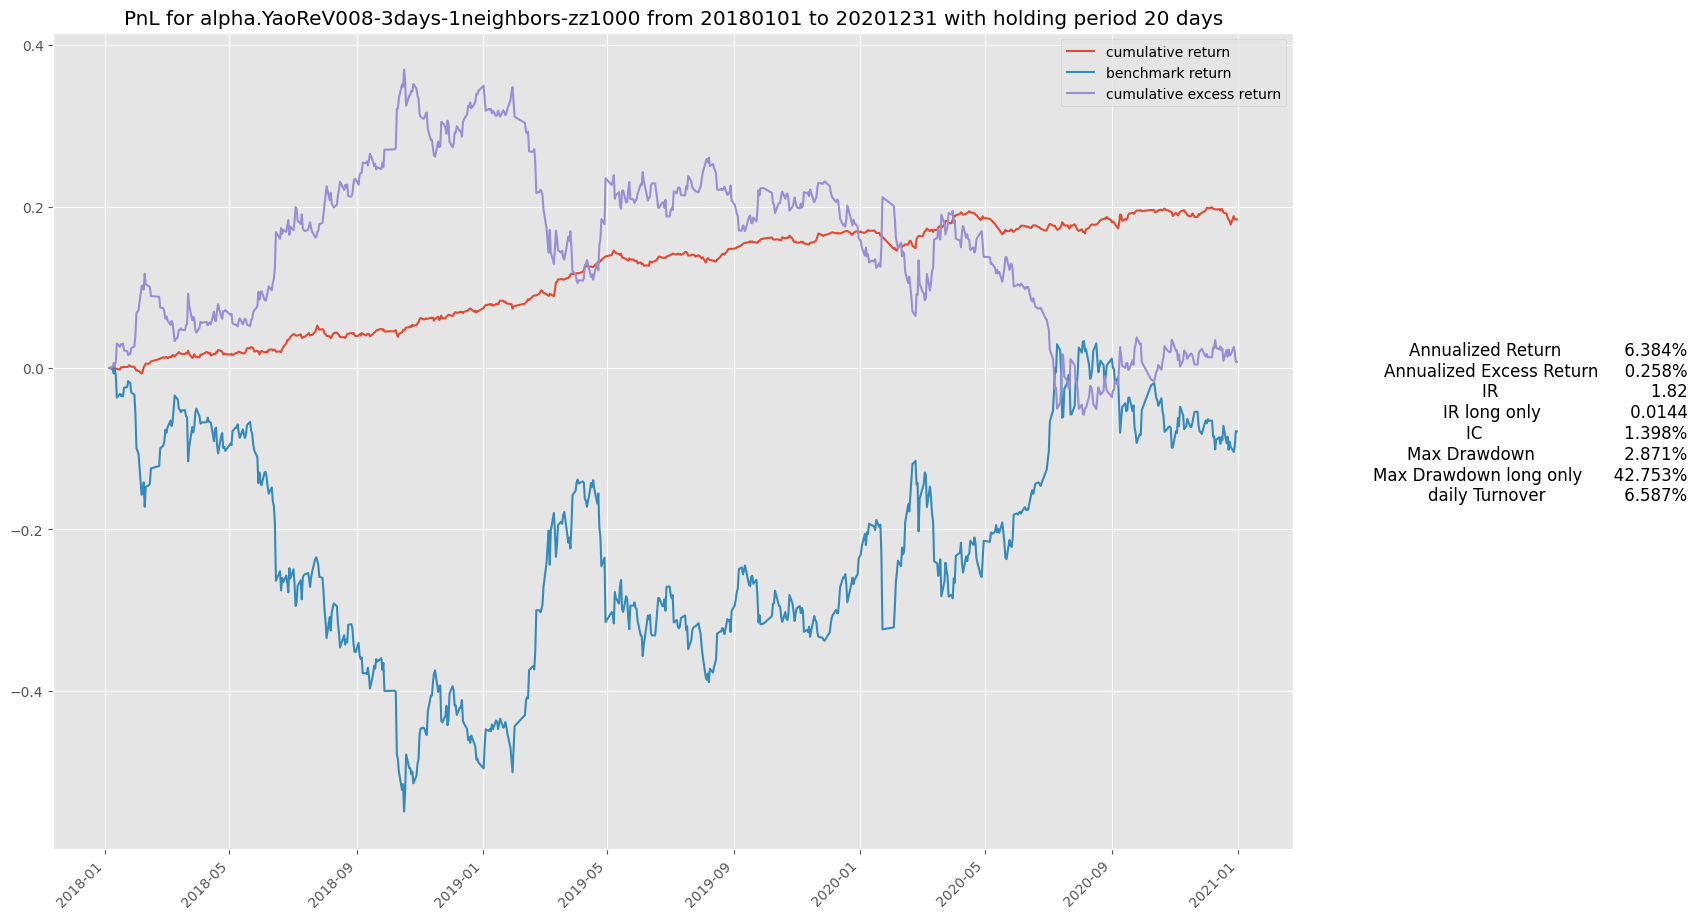 PnL for alpha.YaoReV008-3days-1neighbors-zz1000 from 20180101 to 20201231 with holding period 20 days
cumulative return
benchmark return
cumulative excess return
0.4
0.2
0.0
−0.2
−0.4
2018-01
2018-05
2018-09
2019-01
2019-05
2019-09
2020-01
2020-05
2020-09
2021-01
Annualized Return 6.384%
Annualized Excess Return 0.258%
IR 1.82
IR long only 0.0144
IC 1.398%
Max Drawdown 2.871%
Max Drawdown long only 42.753%
daily Turnover 6.587%